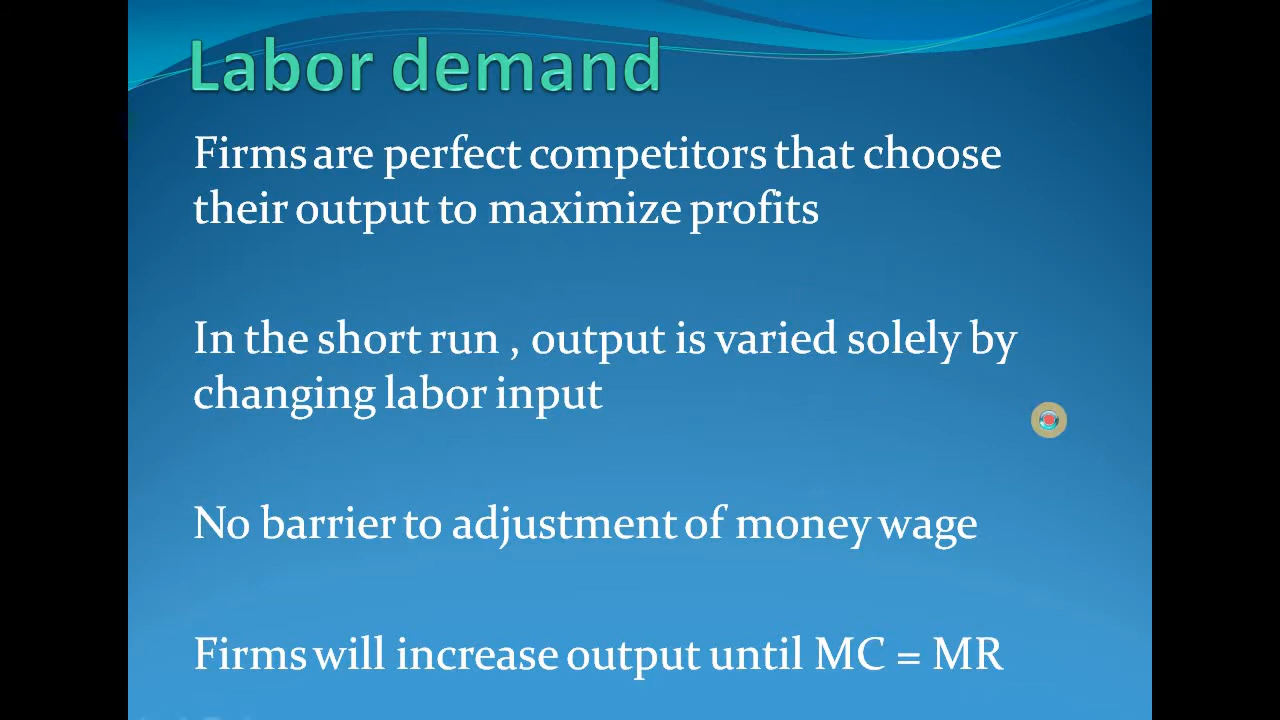 Labor demand
Firms are perfect competitors that choose
their output to maximize profits
In the short run , output is varied solely by
changing labor input
No barrier to adjustment of money wage
Firms will increase output until MC = MR